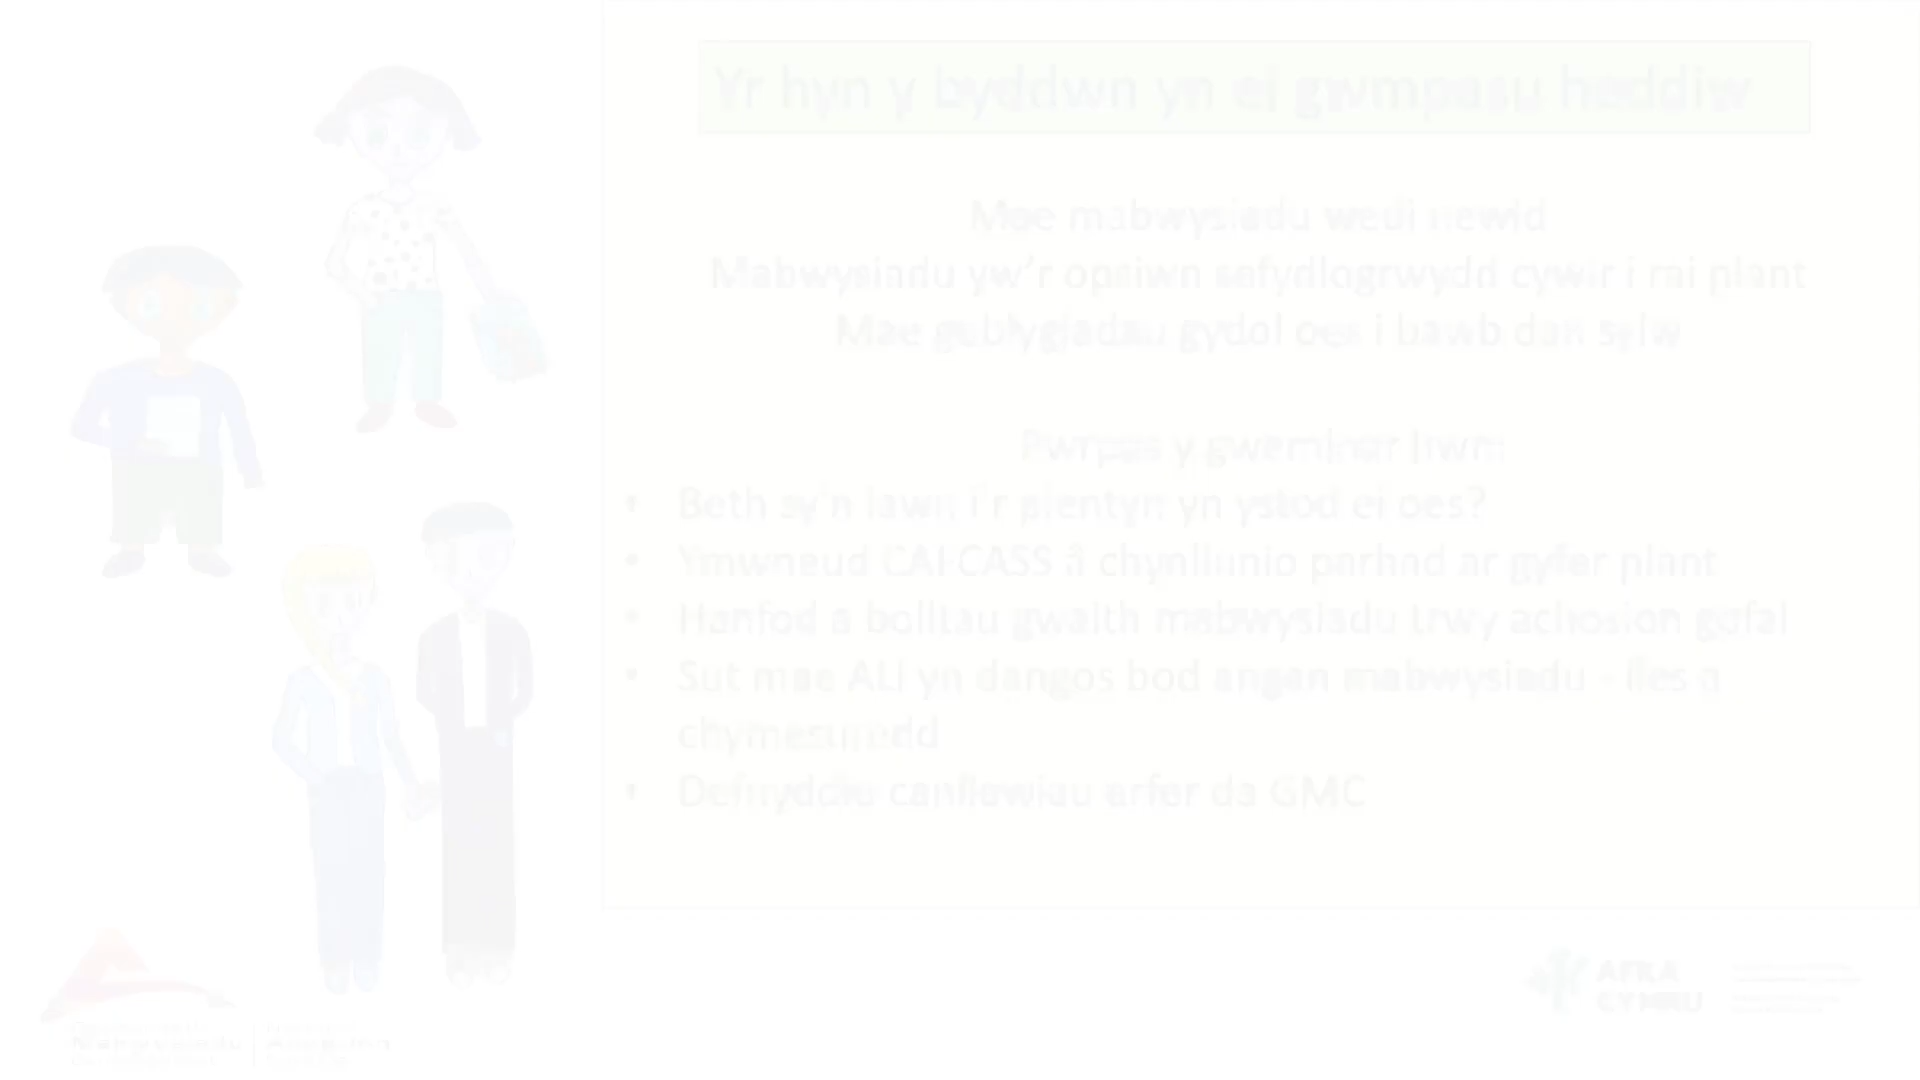 Yr hyn y byddwn yn ei gwmpasu heddiw
Mae mabwysiadu wedi newid
Mabwysiadu yw'r opsiwn sefydlogrwydd cywir i rai plant
Mae goblygiadau gydol oes i bawb dan sylw
Pwrpas y gweminar hwn
• Beth sy'n iawn i'r plentyn yn ystod ei oes?
• Ymwneud CAFCASS â chynllunio parhad ar gyfer plant
• Hanfod a bolltau gwaith mabwysiadu trwy achosion gofal
• Sut mae ALl yn dangos bod angen mabwysiadu - lles a
chymesuredd
• Defnyddio canllawiau arfer da GMC
AFKA
CYMRU